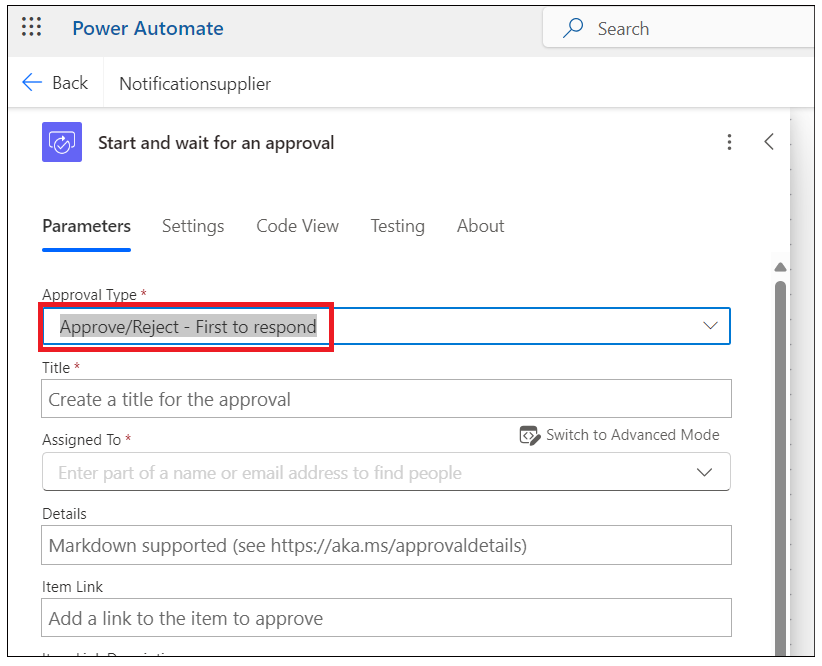 Power Automate
Search
Back
Notificationsupplier
Start and wait for an approval
Parameters Settings Code View Testing About
Approval Type *
Approve/Reject - First to respond
Title *
Create a title for the approval
Assigned To *
Switch to Advanced Mode
Enter part of a name or email address to find people
Details
Markdown supported (see https://aka.ms/approvaldetails)
Item Link
Add a link to the item to approve